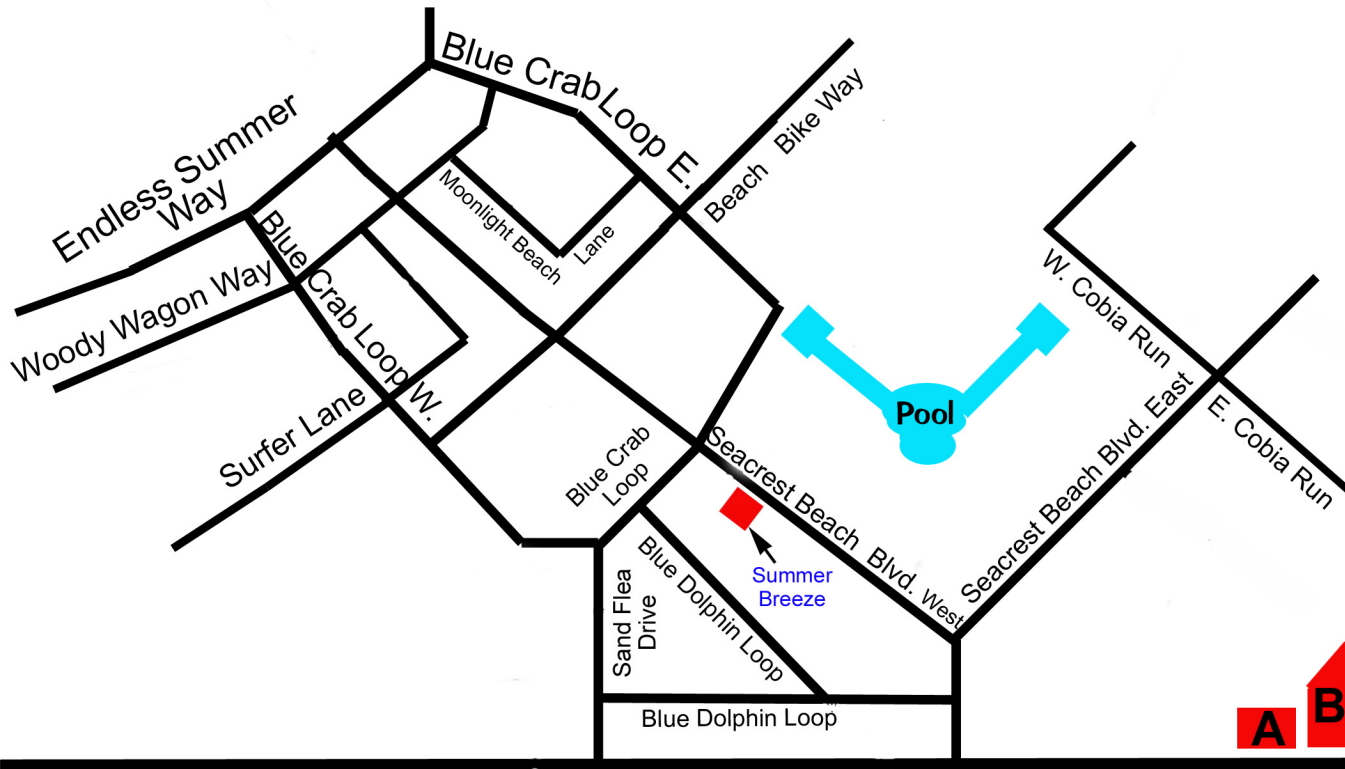 Blue Crab Loop E.
Beach Bike Way
Endless Summer
Way
Moonlight Beach
Lane
Blue Crab Loop W.
Woody Wagon Way
W. Cobia Run
E. Cobia Run
Surfer Lane
Pool
Blue Crab
Loop
Seacrest Beach Blvd. West
Seacrest Beach Blvd. East
Summer
Breeze
Sand Flea
Drive
Blue Dolphin Loop
Blue Dolphin Loop
A
B